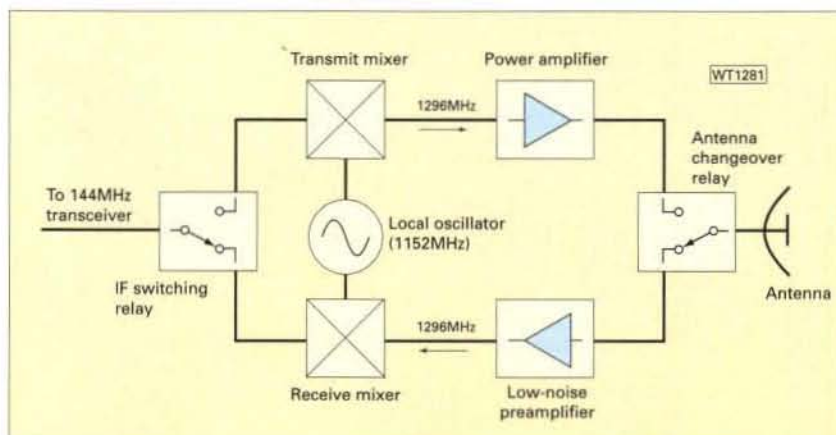 Transmit mixer
Power amplifier
WT1281
1296MHz
Antenna
changeover
relay
To 144MHz
transceiver
Local oscillator
(1152MHz)
IF switching
relay
Antenna
1296MHz
Receive mixer
Low-noise
preamplifier